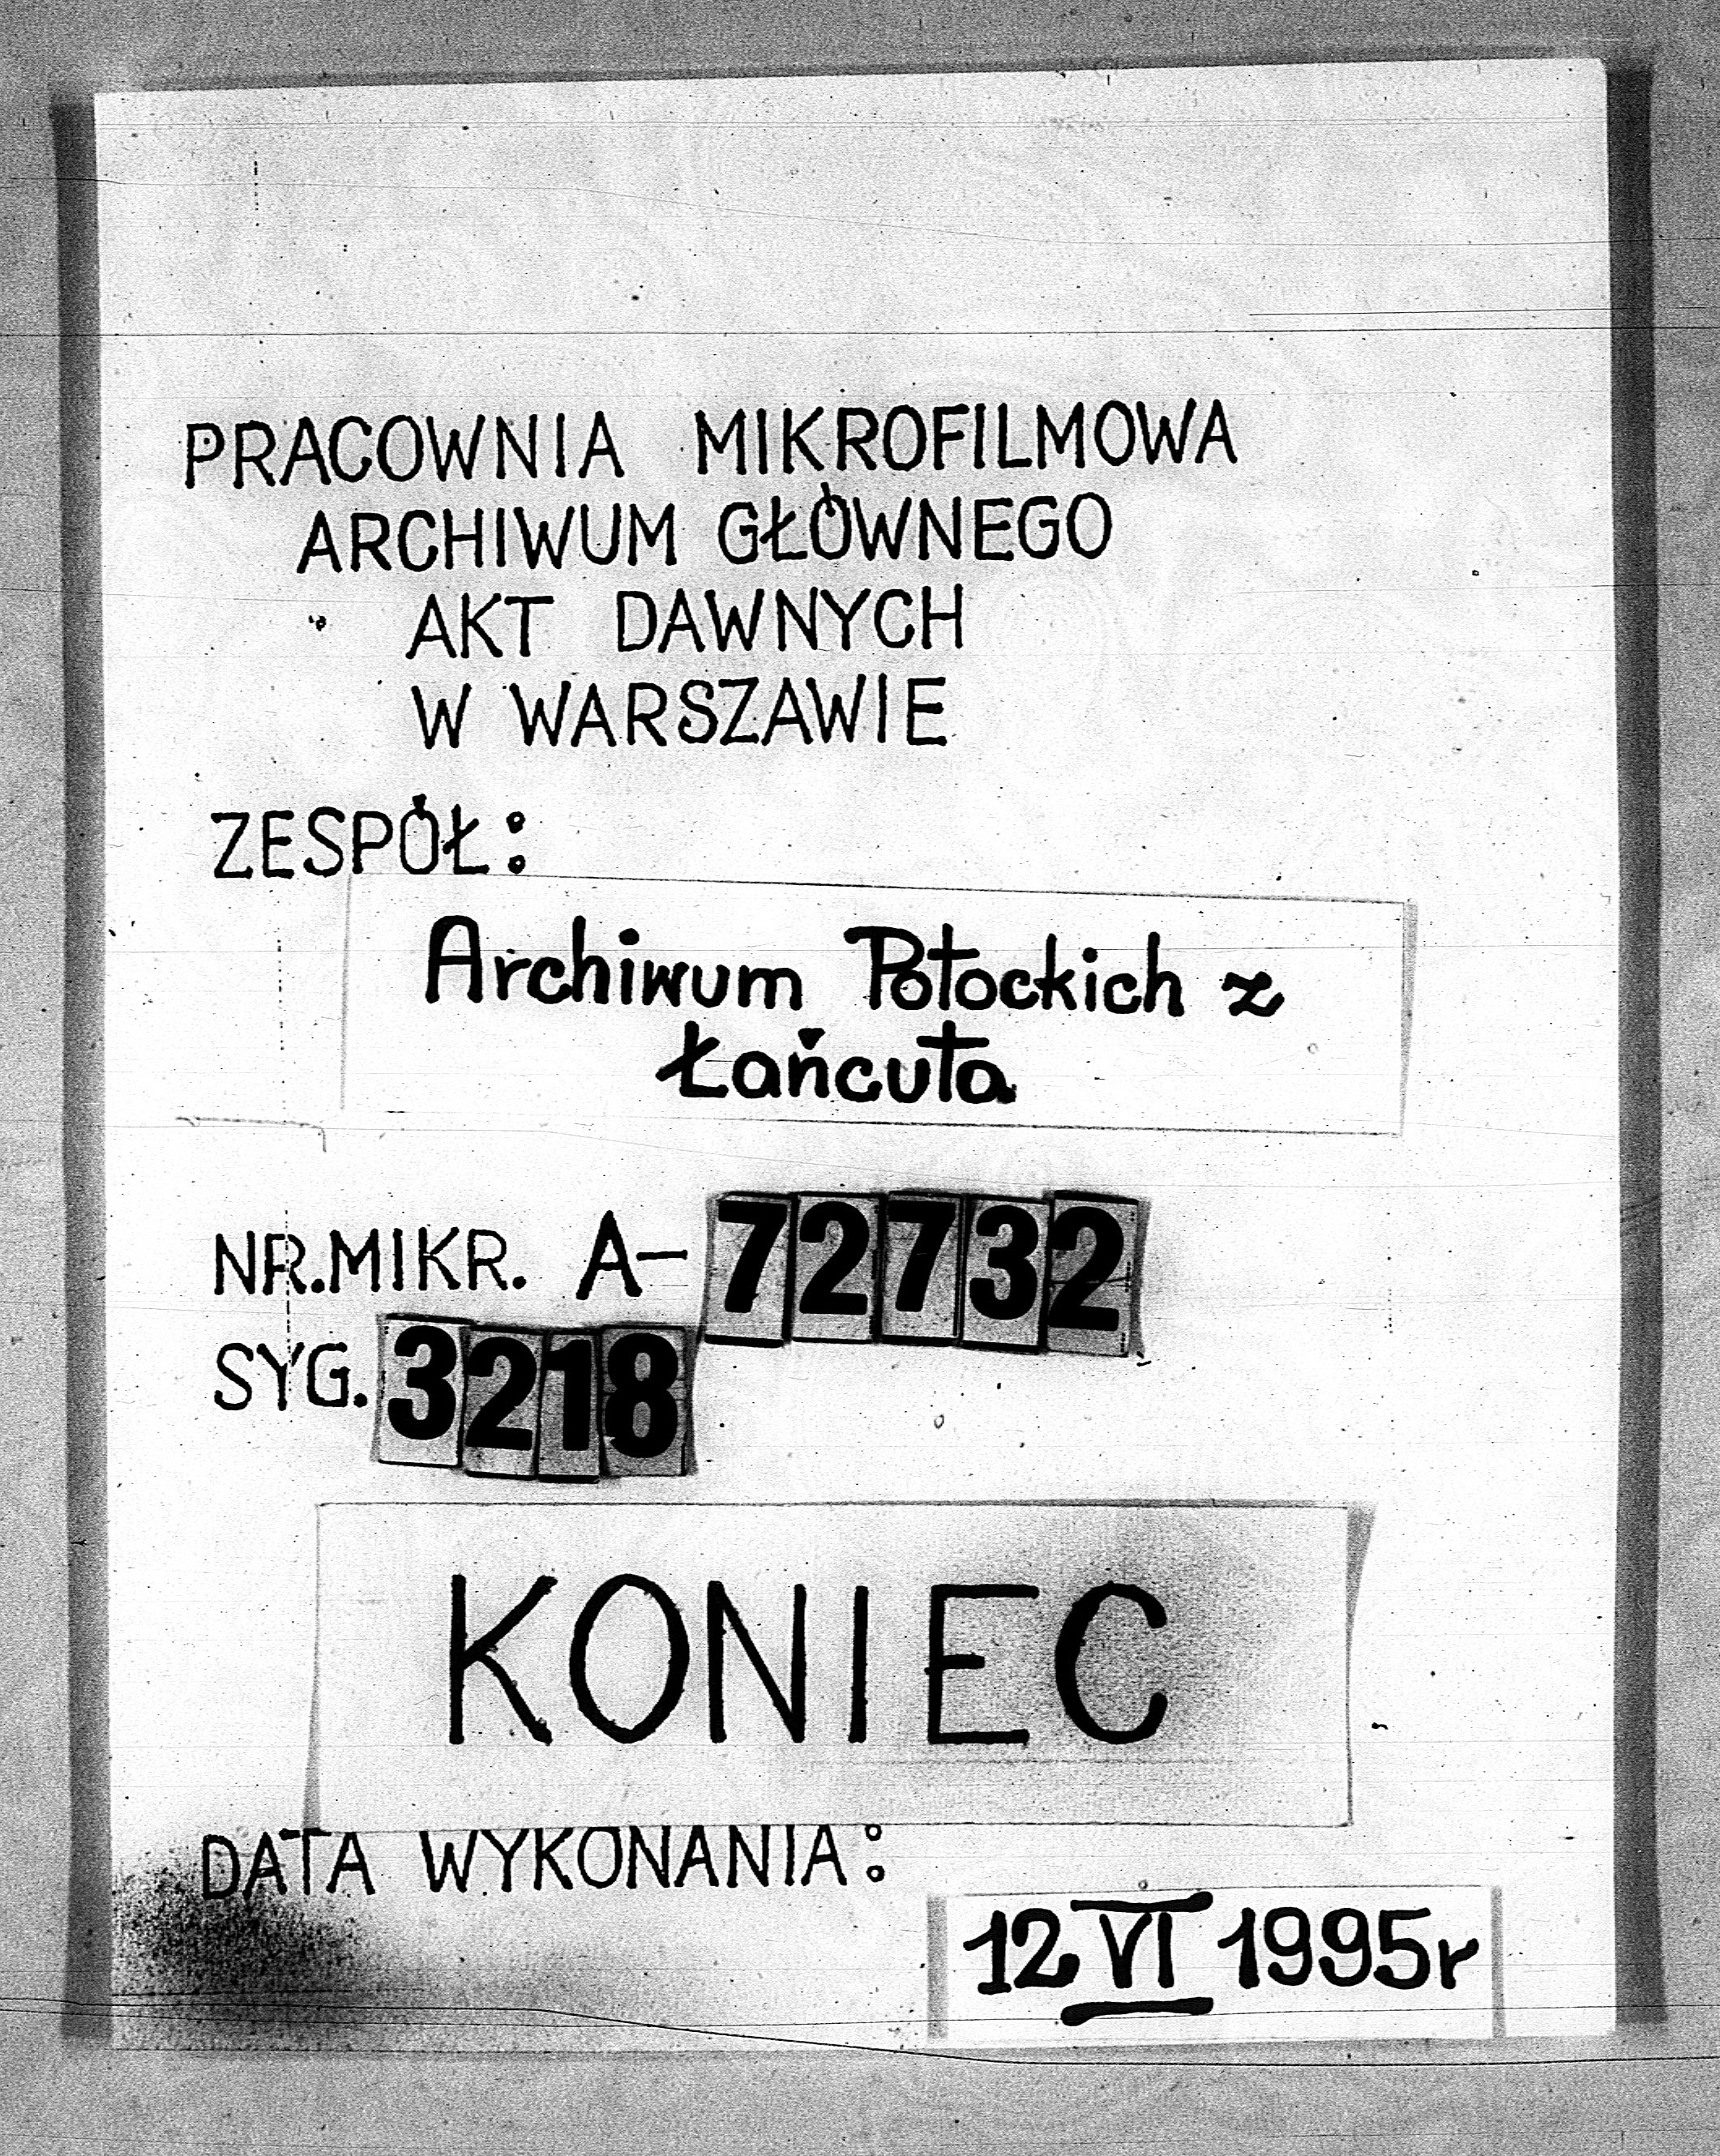 PRACOWNIA MIKROFILMOWA
ARCHIWUM GŁÓWNEGO
AKT DAWNYCH
W WARSZAWIE
ZESPÓŁ:
Archiwum Potockich z
Łańcuta
NR.MIKR. A-72732
SYG. 3218
KONIEC
DATA WYKONANIA:
12 VI 1995r